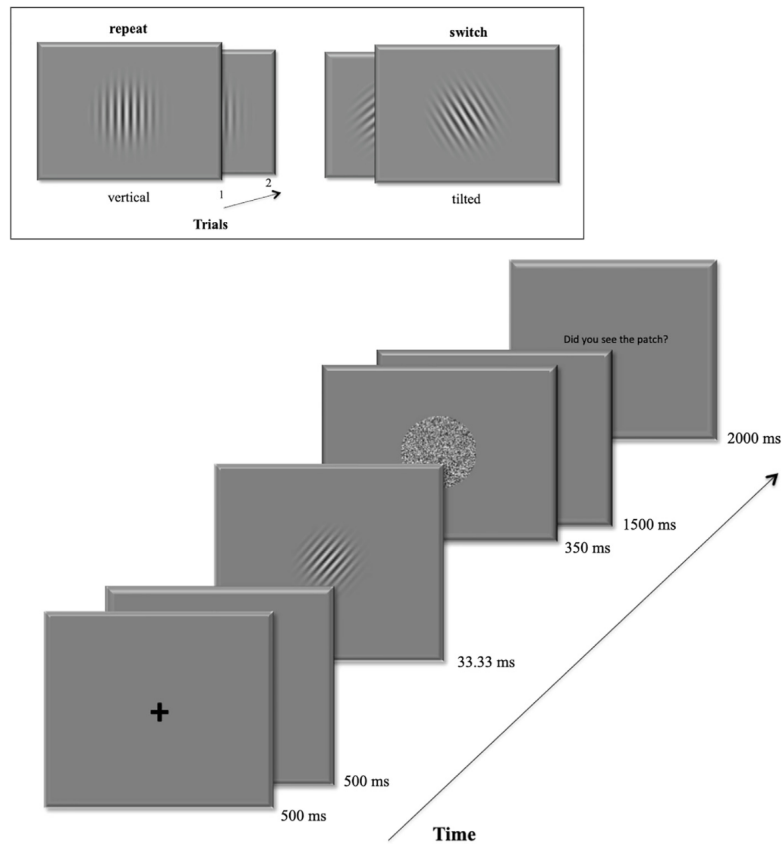 repeat
switch
vertical
1
2
tilted
Trials
Did you see the patch?
2000 ms
1500 ms
350 ms
33.33 ms
+
500 ms
500 ms
Time